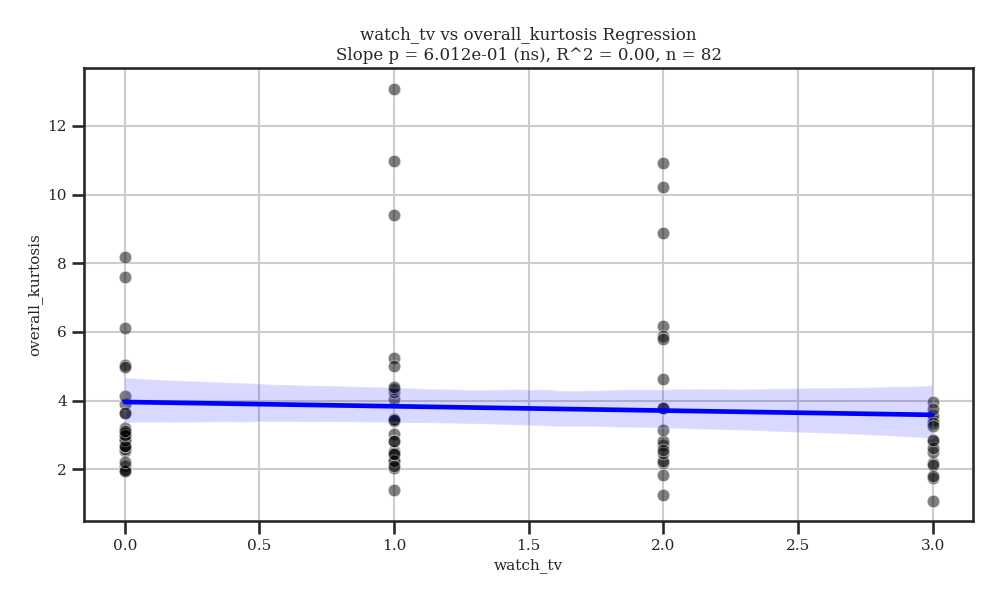 watch_tv vs overall_kurtosis Regression
Slope p = 6.012e-01 (ns), R^2 = 0.00, n = 82
overall_kurtosis
12
10
8
6
4
2
0.0 0.5 1.0 1.5 2.0 2.5 3.0
watch_tv